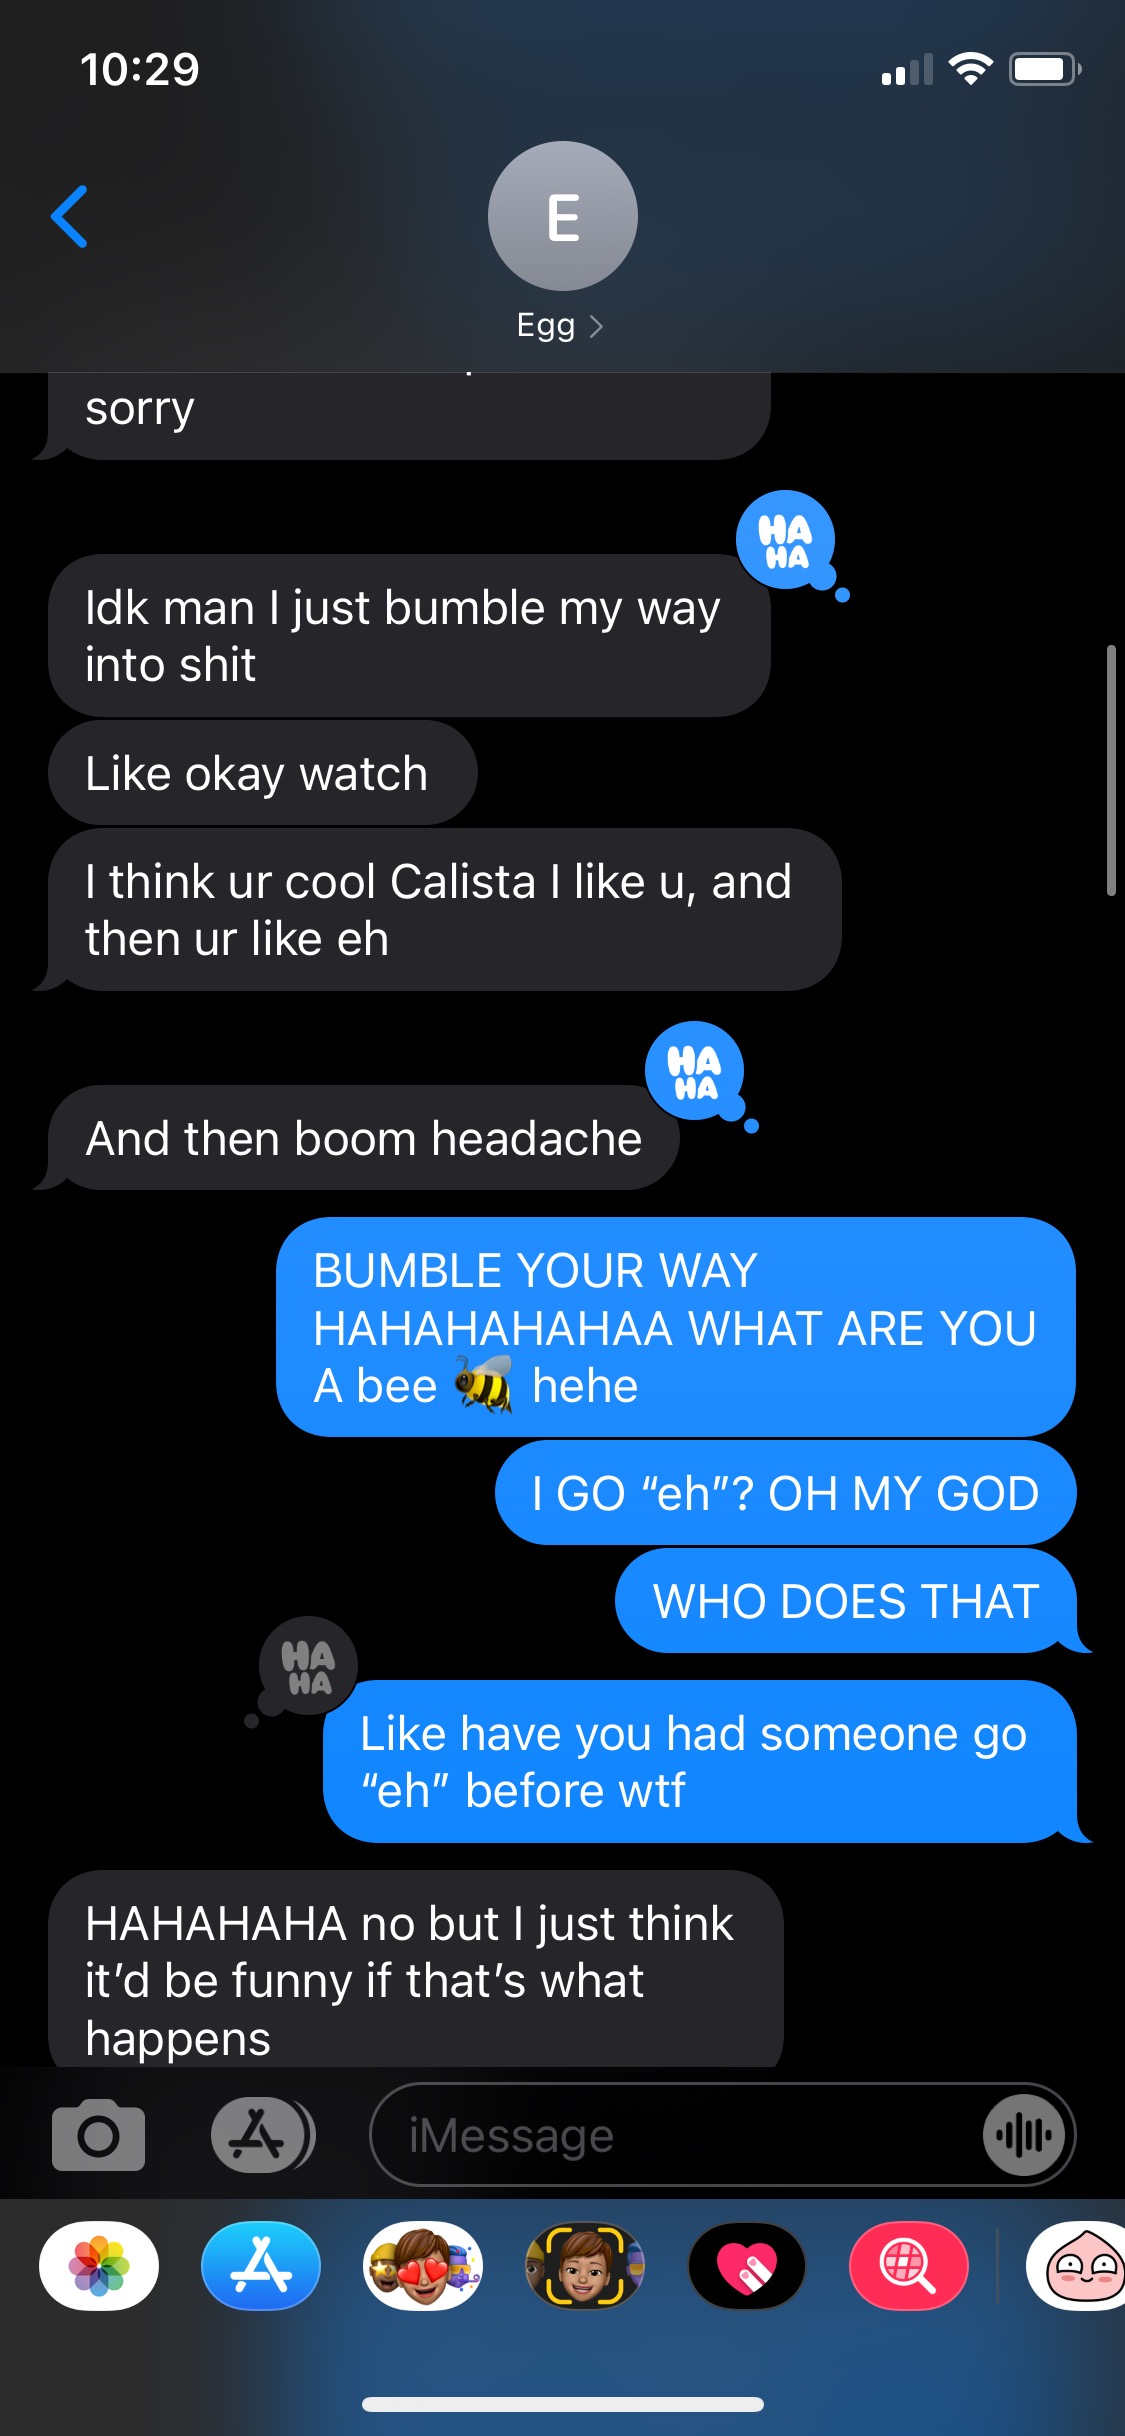 10:29
E
Egg
sorry
HA
HA
Idk man I just bumble my way
into shit
Like okay watch
I think ur cool Calista I like u, and
then ur like eh
HA
HA
And then boom headache
BUMBLE YOUR WAY
HAHAHAHAHAA WHAT ARE YOU
A bee 🐝 hehe
I GO “eh”? OH MY GOD
WHO DOES THAT
HA
HA
Like have you had someone go
“eh” before wtf
HAHAHAHA no but I just think
it’d be funny if that’s what
happens
iMessage